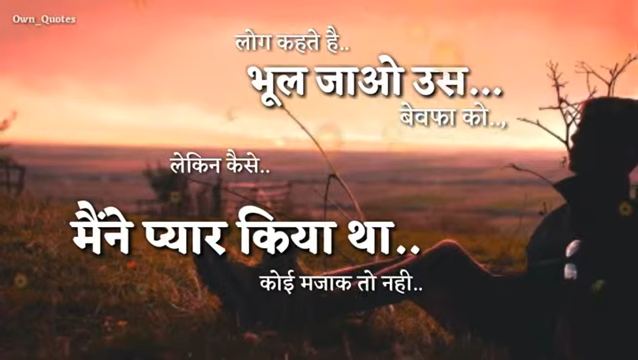 Own_Quotes
लोग कहते है..
भूल जाओ उस...
बेवफा को..,
लेकिन कैसे..
मैंने प्यार किया था..
कोई मजाक तो नही..